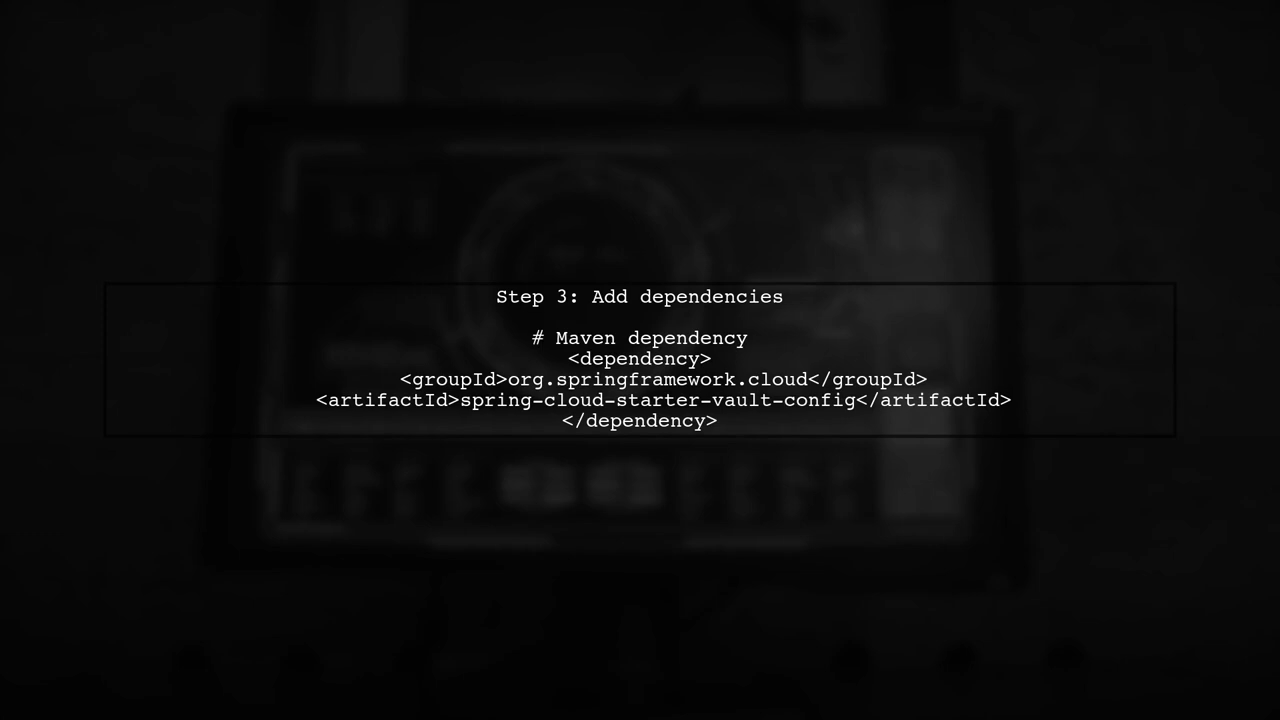 Step 3: Add dependencies
# Maven dependency
<dependency>
<groupId>org.springframework.cloud</groupId>
<artifactId>spring-cloud-starter-vault-config</artifactId>
</dependency>